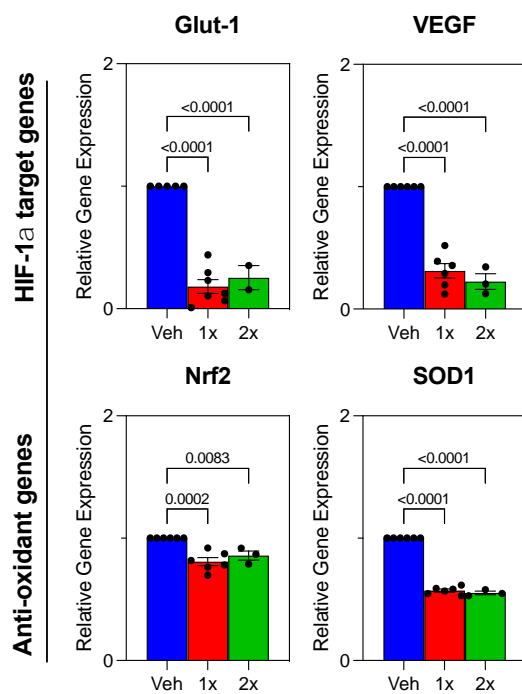 Glut-1
VEGF
HIF-1a target genes
Relative Gene Expression
2
0
<0.0001
<0.0001
Veh 1x 2x
Relative Gene Expression
2
0
<0.0001
<0.0001
Veh 1x 2x
Nrf2
SOD1
Anti-oxidant genes
Relative Gene Expression
2
0
0.0083
0.0002
Veh 1x 2x
Relative Gene Expression
2
0
<0.0001
<0.0001
Veh 1x 2x